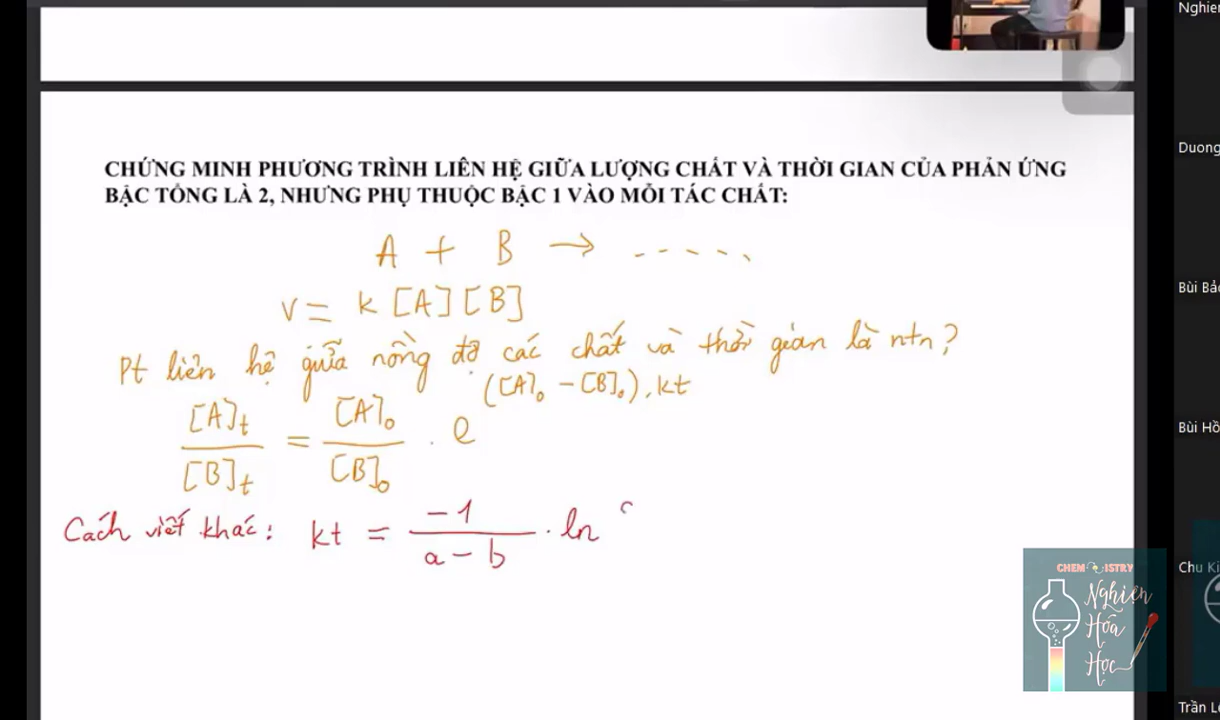 Nghien
Duong
Bùi Bảo
Bùi Hồ
Chu Ki
Trần L
CHỨNG MINH PHƯƠNG TRÌNH LIÊN HỆ GIỮA LƯỢNG CHẤT VÀ THỜI GIAN CỦA PHẢN ỨNG
BẬC TỔNG LÀ 2, NHƯNG PHỤ THUỘC BẬC 1 VÀO MỖI TÁC CHẤT:
A + B → - - - - -
v = k [A][B]
Pt liên hệ giữa nồng độ các chất và thời gian là ntn?
[A]t / [B]t = [A]₀ / [B]₀ . e^([A]₀ - [B]₀).kt
Cách viết khác: kt = -1 / a - b . ln
CHEMISTRY
Nghiện
Hóa
Học